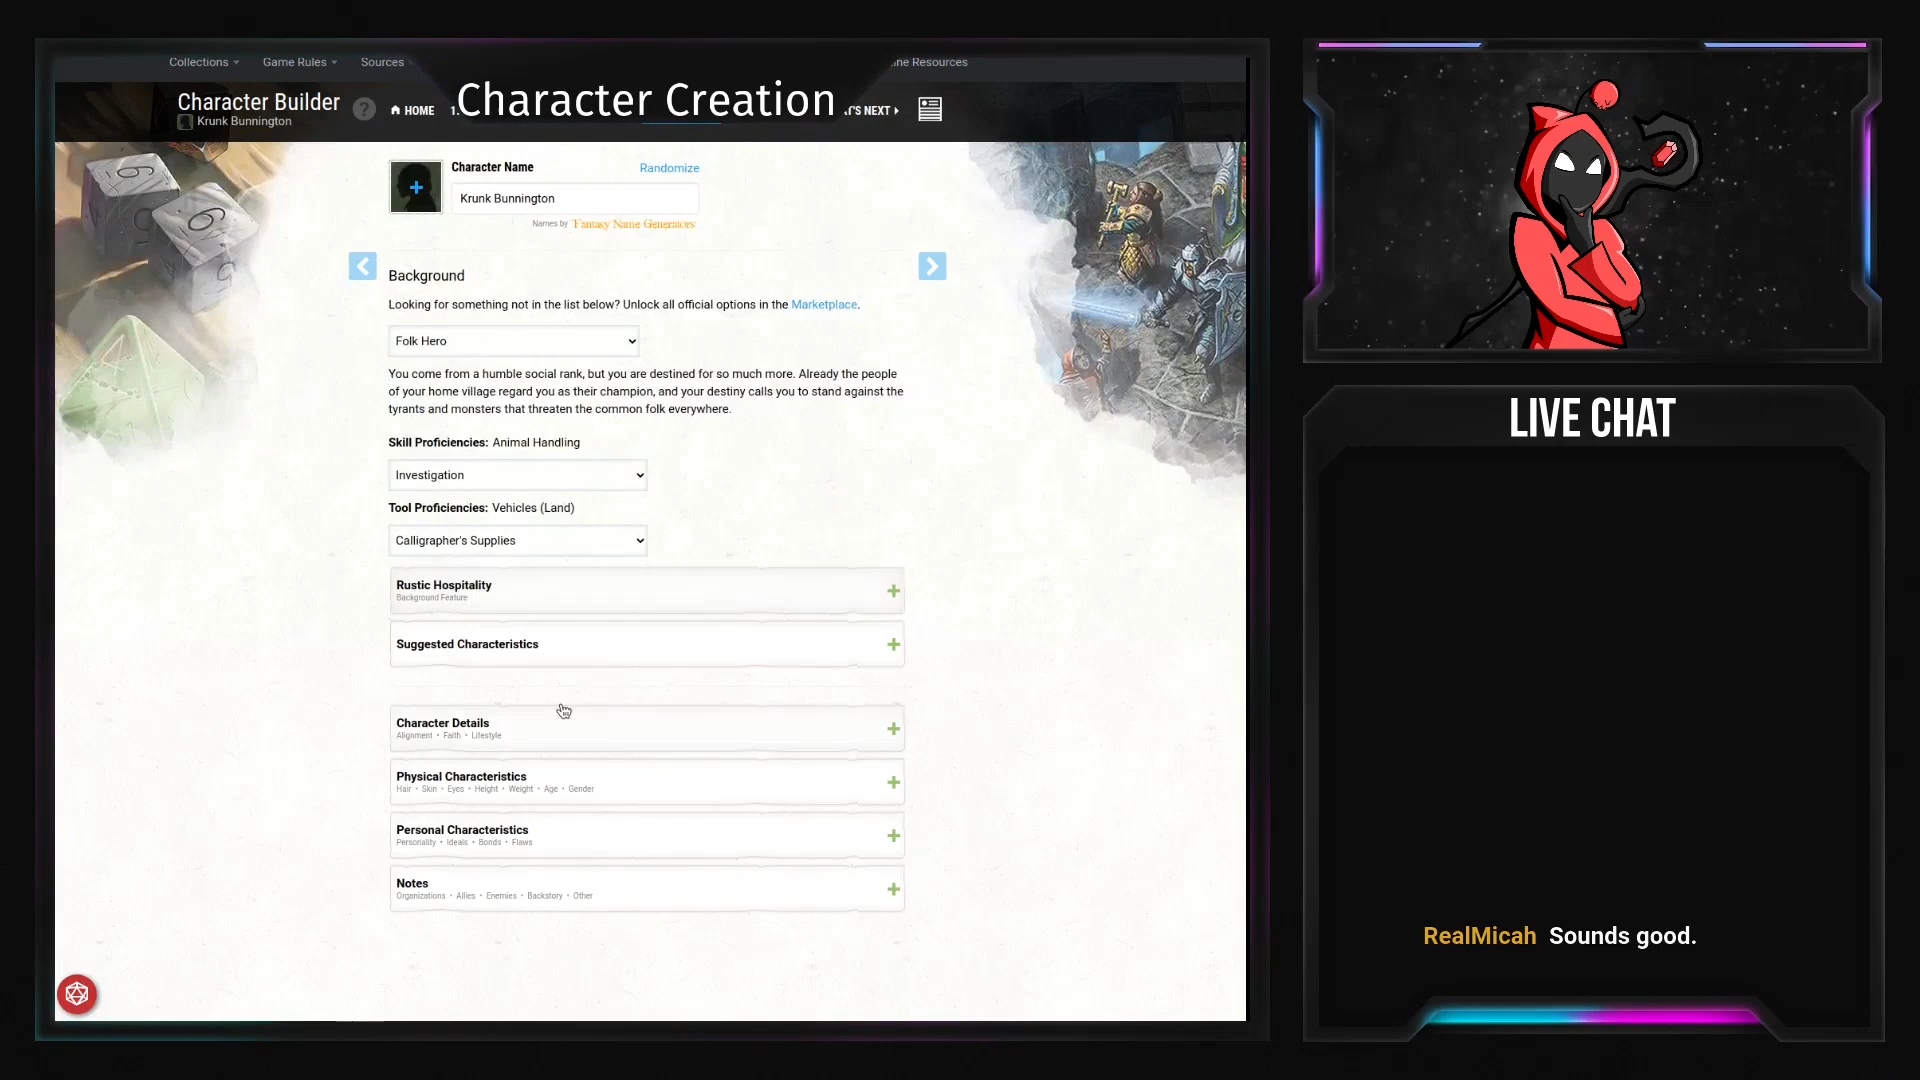 Collections Game Rules Sources ne Resources
Character Creation
Character Builder
Krunk Bunnington
HOME 1. T'S NEXT
Character Name Randomize
Krunk Bunnington
Names by Fantasy Name Generators
Background
Looking for something not in the list below? Unlock all official options in the Marketplace.
Folk Hero
You come from a humble social rank, but you are destined for so much more. Already the people
of your home village regard you as their champion, and your destiny calls you to stand against the
tyrants and monsters that threaten the common folk everywhere.
Skill Proficiencies: Animal Handling
Investigation
Tool Proficiencies: Vehicles (Land)
Calligrapher's Supplies
Rustic Hospitality
Background Feature
Suggested Characteristics
Character Details
Alignment • Faith • Lifestyle
Physical Characteristics
Hair • Skin • Eyes • Height • Weight • Age • Gender
Personal Characteristics
Personality • Ideals • Bonds • Flaws
Notes
Organizations • Allies • Enemies • Backstory • Other
LIVE CHAT
RealMicah Sounds good.